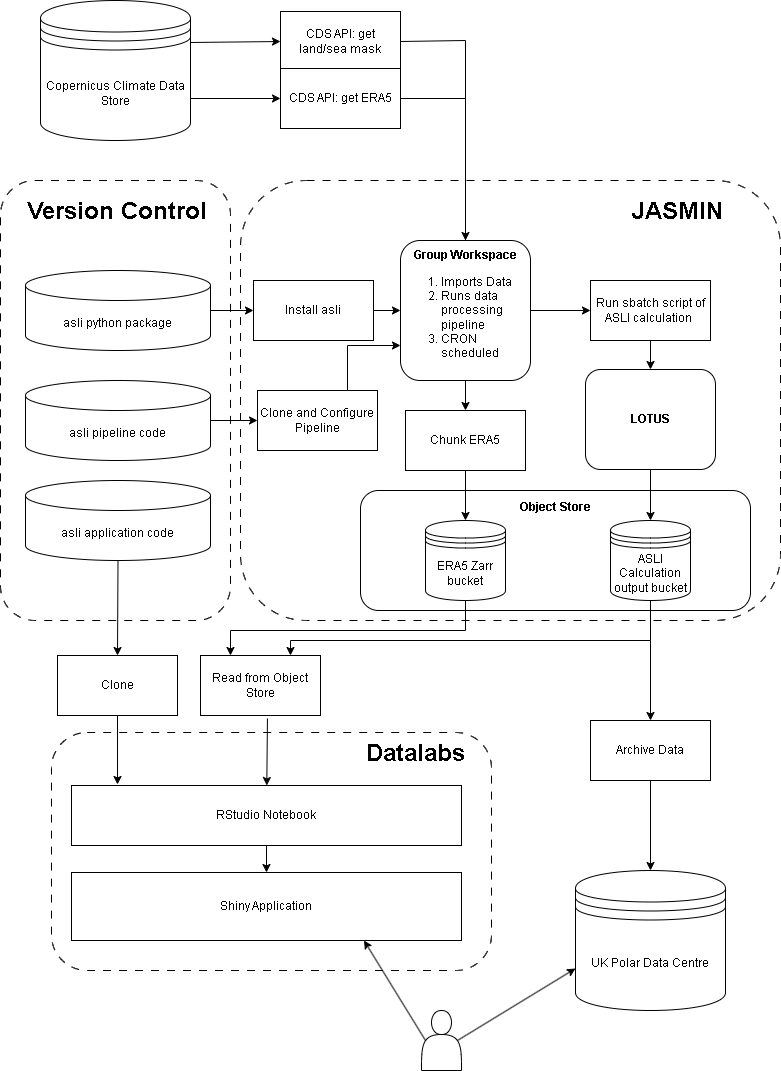 CDS API: get
land/sea mask
Copernicus Climate Data
Store
CDS API: get ERA5
Version Control
JASMIN
Group Workspace
1. Imports Data
2. Runs data
processing
pipeline
3. CRON
scheduled
asli python package
Install asli
Run sbatch script of
ASLI calculation
asli pipeline code
Clone and Configure
Pipeline
Chunk ERA5
LOTUS
asli application code
Object Store
ERA5 Zarr
bucket
ASLI
Calculation
output bucket
Clone
Read from Object
Store
Archive Data
Datalabs
RStudio Notebook
Shiny Application
UK Polar Data Centre